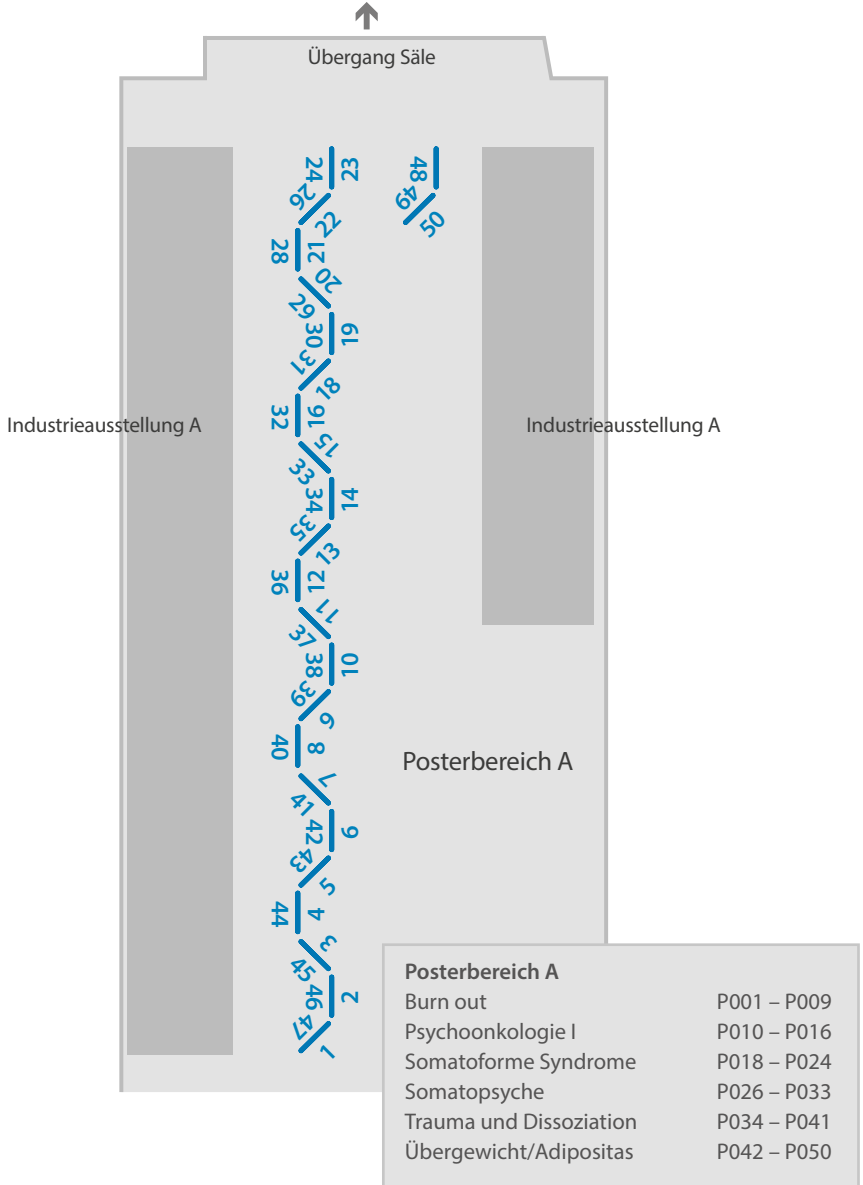 Übergang Säle
24 23 48
26 22 49 50
28 21
29 20
30 19
31 18
Industrieausstellung A
32 16
Industrieausstellung A
33 15
34 14
35 13
36 12
37 11
38 10
39 9
40 8
Posterbereich A
41 7
42 6
43 5
44 4
45 3
46 2
47 1
Posterbereich A
Burn out P001 – P009
Psychoonkologie I P010 – P016
Somatoforme Syndrome P018 – P024
Somatopsyche P026 – P033
Trauma und Dissoziation P034 – P041
Übergewicht/Adipositas P042 – P050